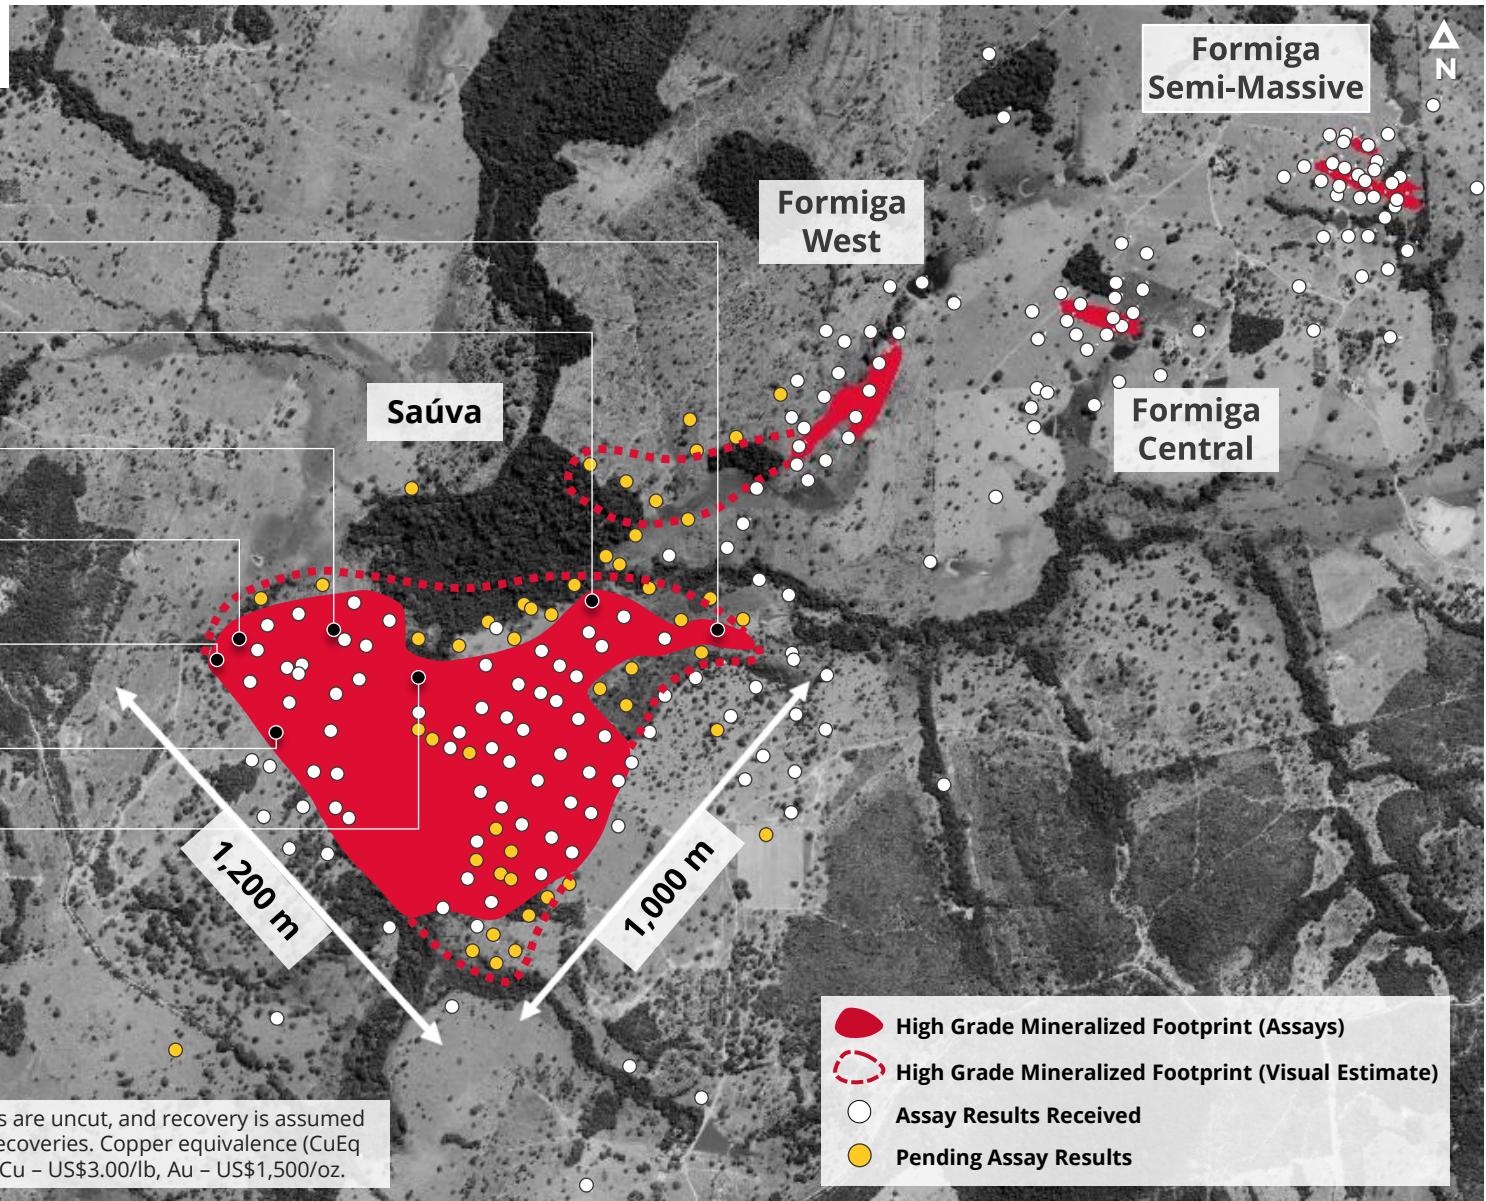 Formiga
Semi-Massive
N
Formiga
West
Saúva
Formiga
Central
1,200 m
1,000 m
High Grade Mineralized Footprint (Assays)
High Grade Mineralized Footprint (Visual Estimate)
Assay Results Received
Pending Assay Results
s are uncut, and recovery is assumed
ecoveries. Copper equivalence (CuEq
Cu – US$3.00/lb, Au – US$1,500/oz.